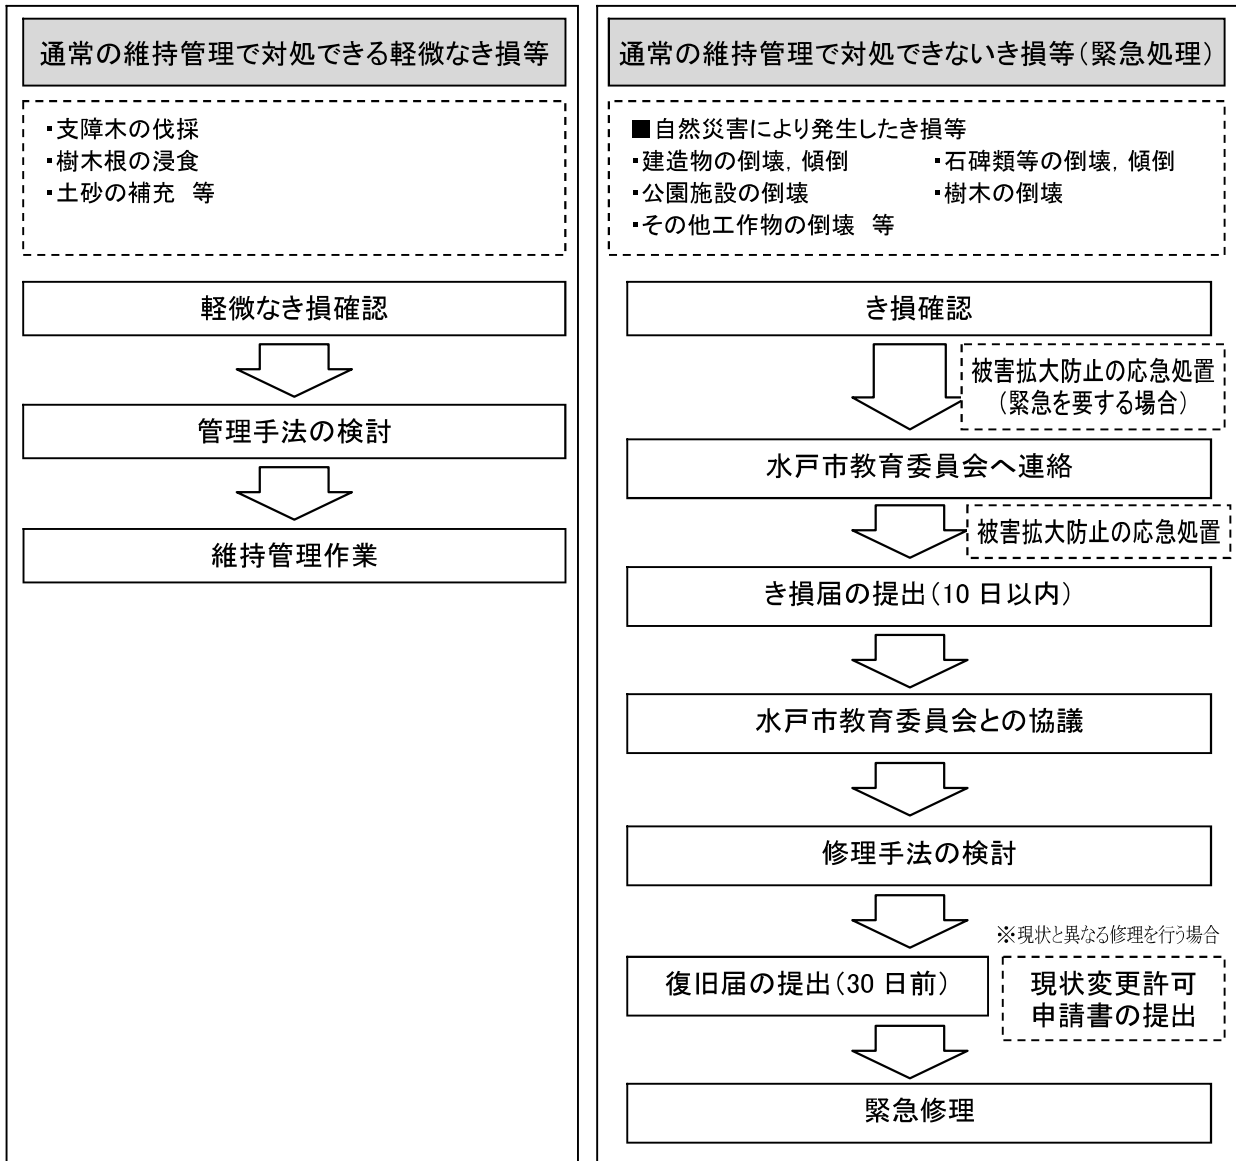 通常の維持管理で対処できる軽微なき損等
・支障木の伐採
・樹木根の浸食
・土砂の補充　等
軽微なき損確認
管理手法の検討
維持管理作業
通常の維持管理で対処できないき損等（緊急処理）
■自然災害により発生したき損等
・建造物の倒壊，傾倒　・石碑類等の倒壊，傾倒
・公園施設の倒壊　・樹木の倒壊
・その他工作物の倒壊　等
き損確認
被害拡大防止の応急処置
（緊急を要する場合）
水戸市教育委員会へ連絡
被害拡大防止の応急処置
き損届の提出（10 日以内）
水戸市教育委員会との協議
修理手法の検討
※現状と異なる修理を行う場合
復旧届の提出（30 日前）
現状変更許可
申請書の提出
緊急修理